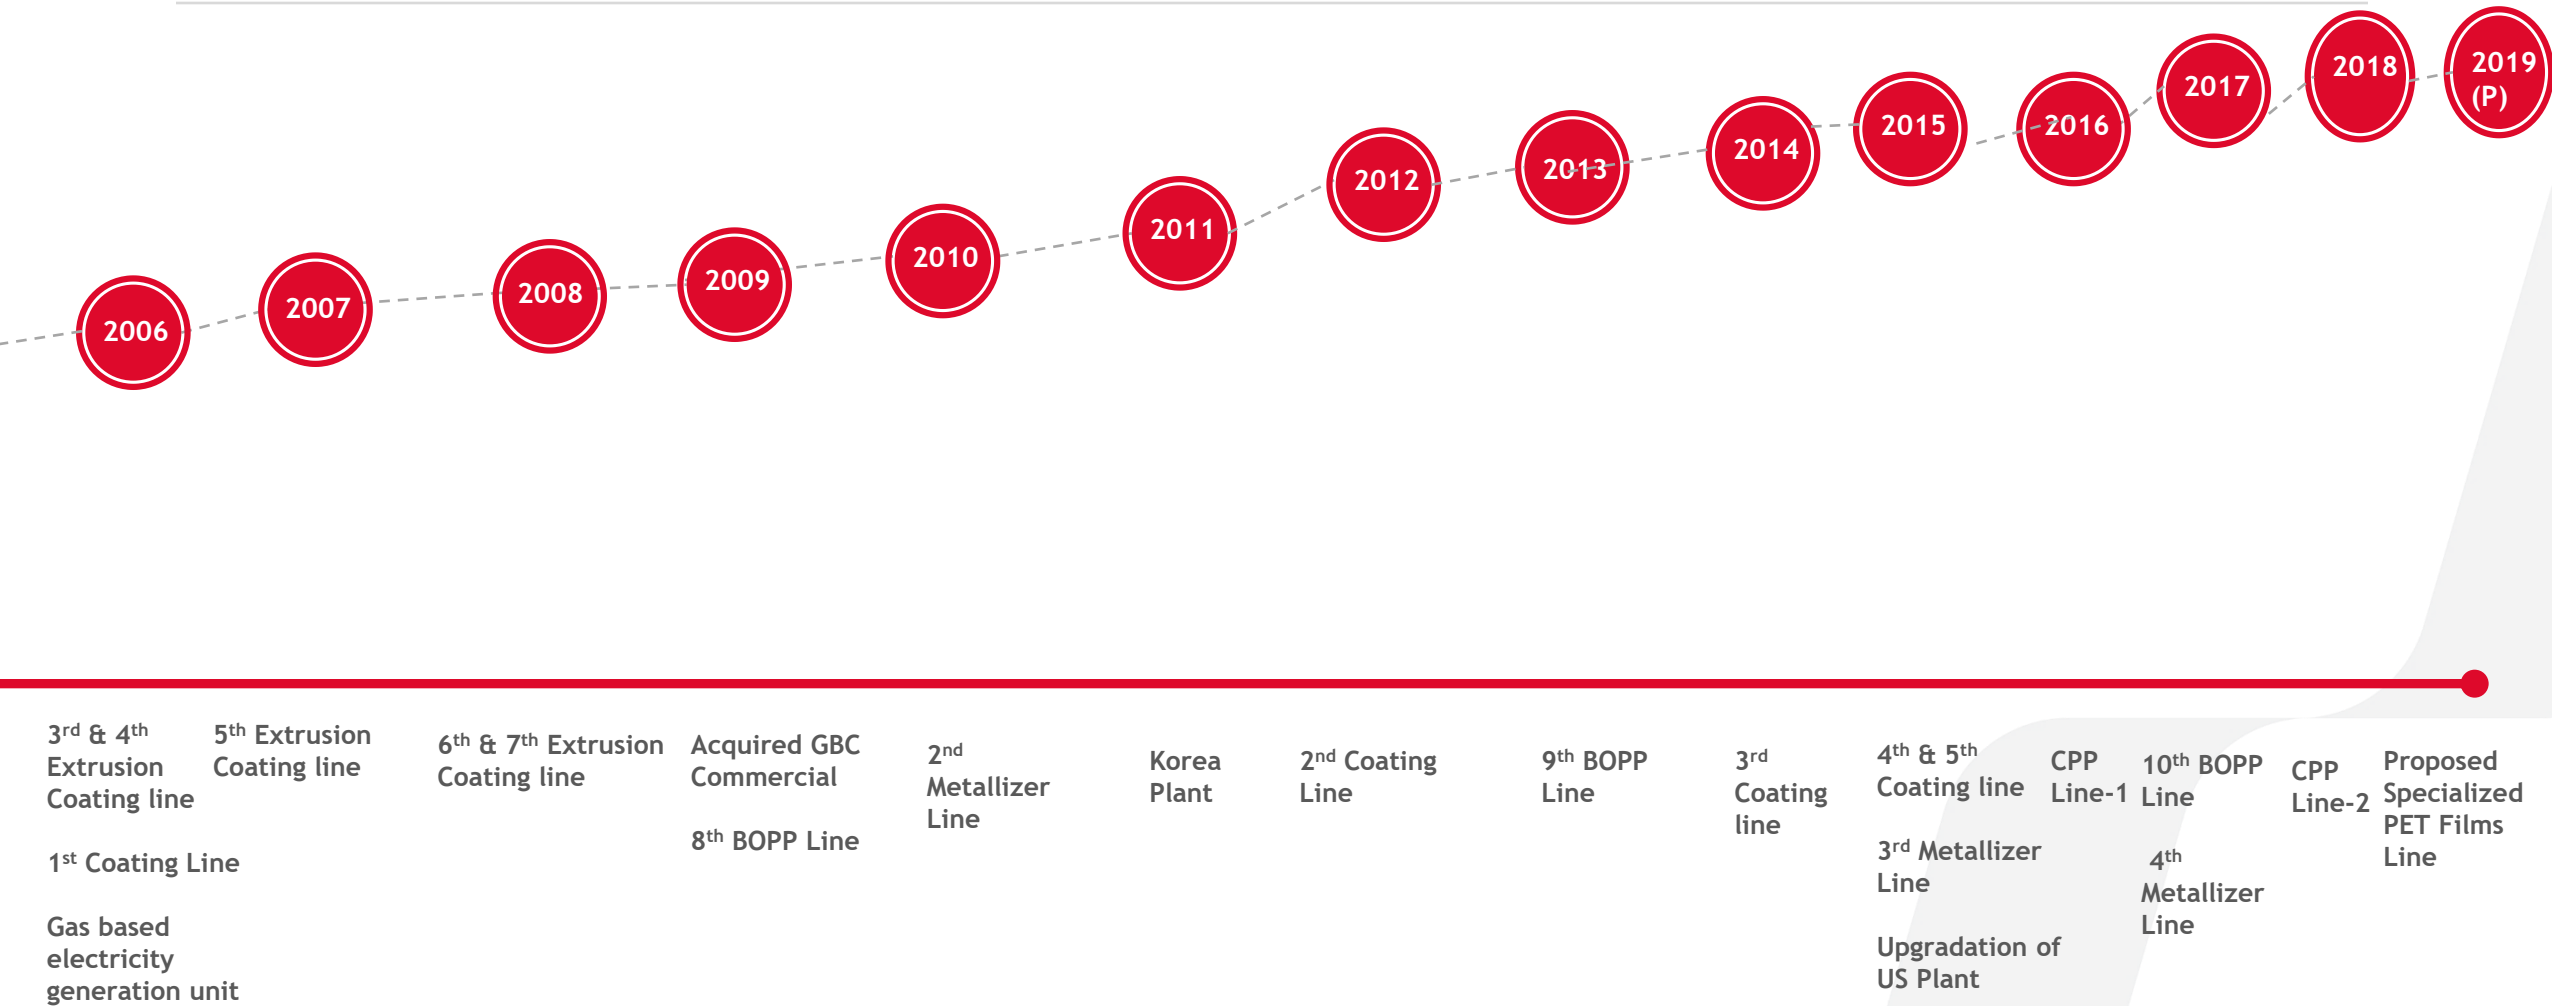 2006
2007
2008
2009
2010
2011
2012
2013
2014
2015
2016
2017
2018
2019
(P)
3rd & 4th
Extrusion
Coating line
1st Coating Line
Gas based
electricity
generation unit
5th Extrusion
Coating line
6th & 7th Extrusion
Coating line
Acquired GBC
Commercial
8th BOPP Line
2nd
Metallizer
Line
Korea
Plant
2nd Coating
Line
9th BOPP
Line
3rd
Coating
line
4th & 5th
Coating line
3rd Metallizer
Line
Upgradation of
US Plant
CPP
Line-1
10th BOPP
Line
4th
Metallizer
Line
CPP
Line-2
Proposed
Specialized
PET Films
Line